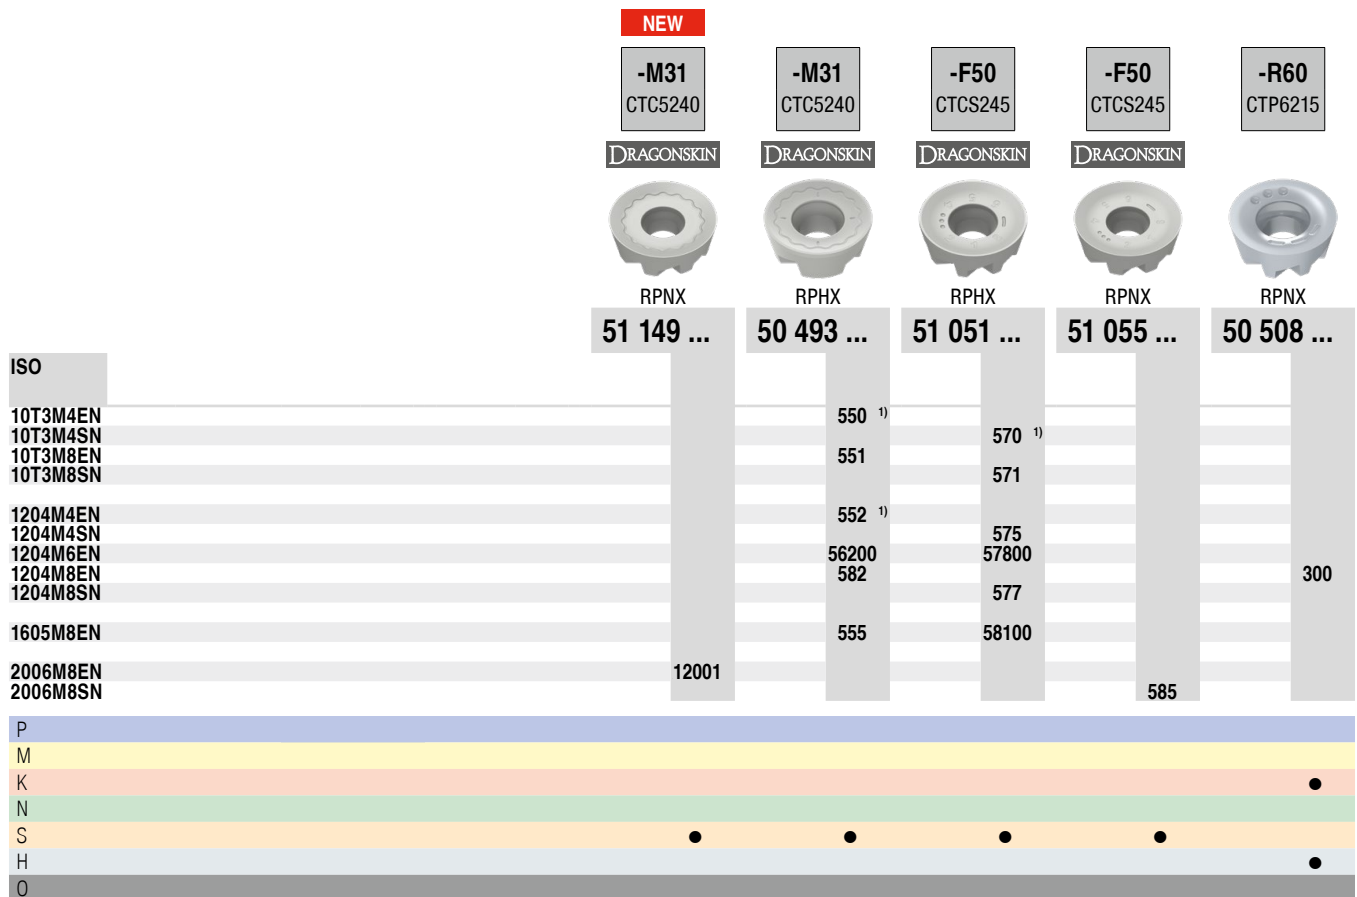 NEW
-M31 -M31 -F50 -F50 -R60
CTC5240 CTC5240 CTCS245 CTCS245 CTP6215
DRAGONSKIN DRAGONSKIN DRAGONSKIN DRAGONSKIN
RPNX RPHX RPHX RPNX RPNX
51 149 ... 50 493 ... 51 051 ... 51 055 ... 50 508 ...
ISO
10T3M4EN 550 1)
10T3M4SN 570 1)
10T3M8EN 551
10T3M8SN 571
1204M4EN 552 1)
1204M4SN 575
1204M6EN 56200 57800
1204M8EN 582 300
1204M8SN 577
1605M8EN 555 58100
2006M8EN 12001
2006M8SN 585
P
M
K ●
N
S ● ● ● ●
H ●
O